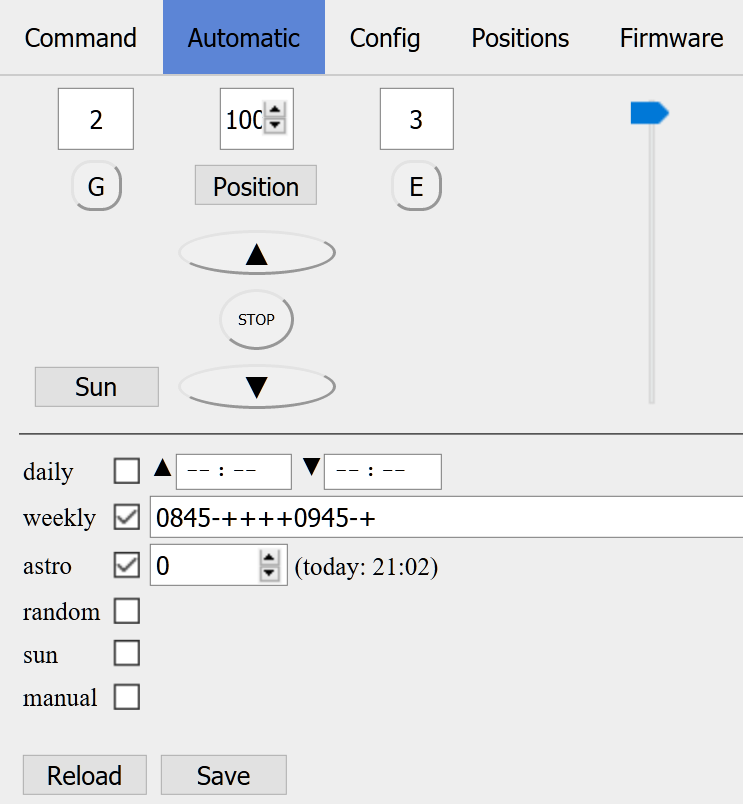 Command Automatic Config Positions Firmware
2 100 3
G Position E
▲
STOP
Sun ▼
daily ▲ -- : -- ▼ -- : --
weekly 0845-++++0945-+
astro 0 (today: 21:02)
random
sun
manual
Reload Save